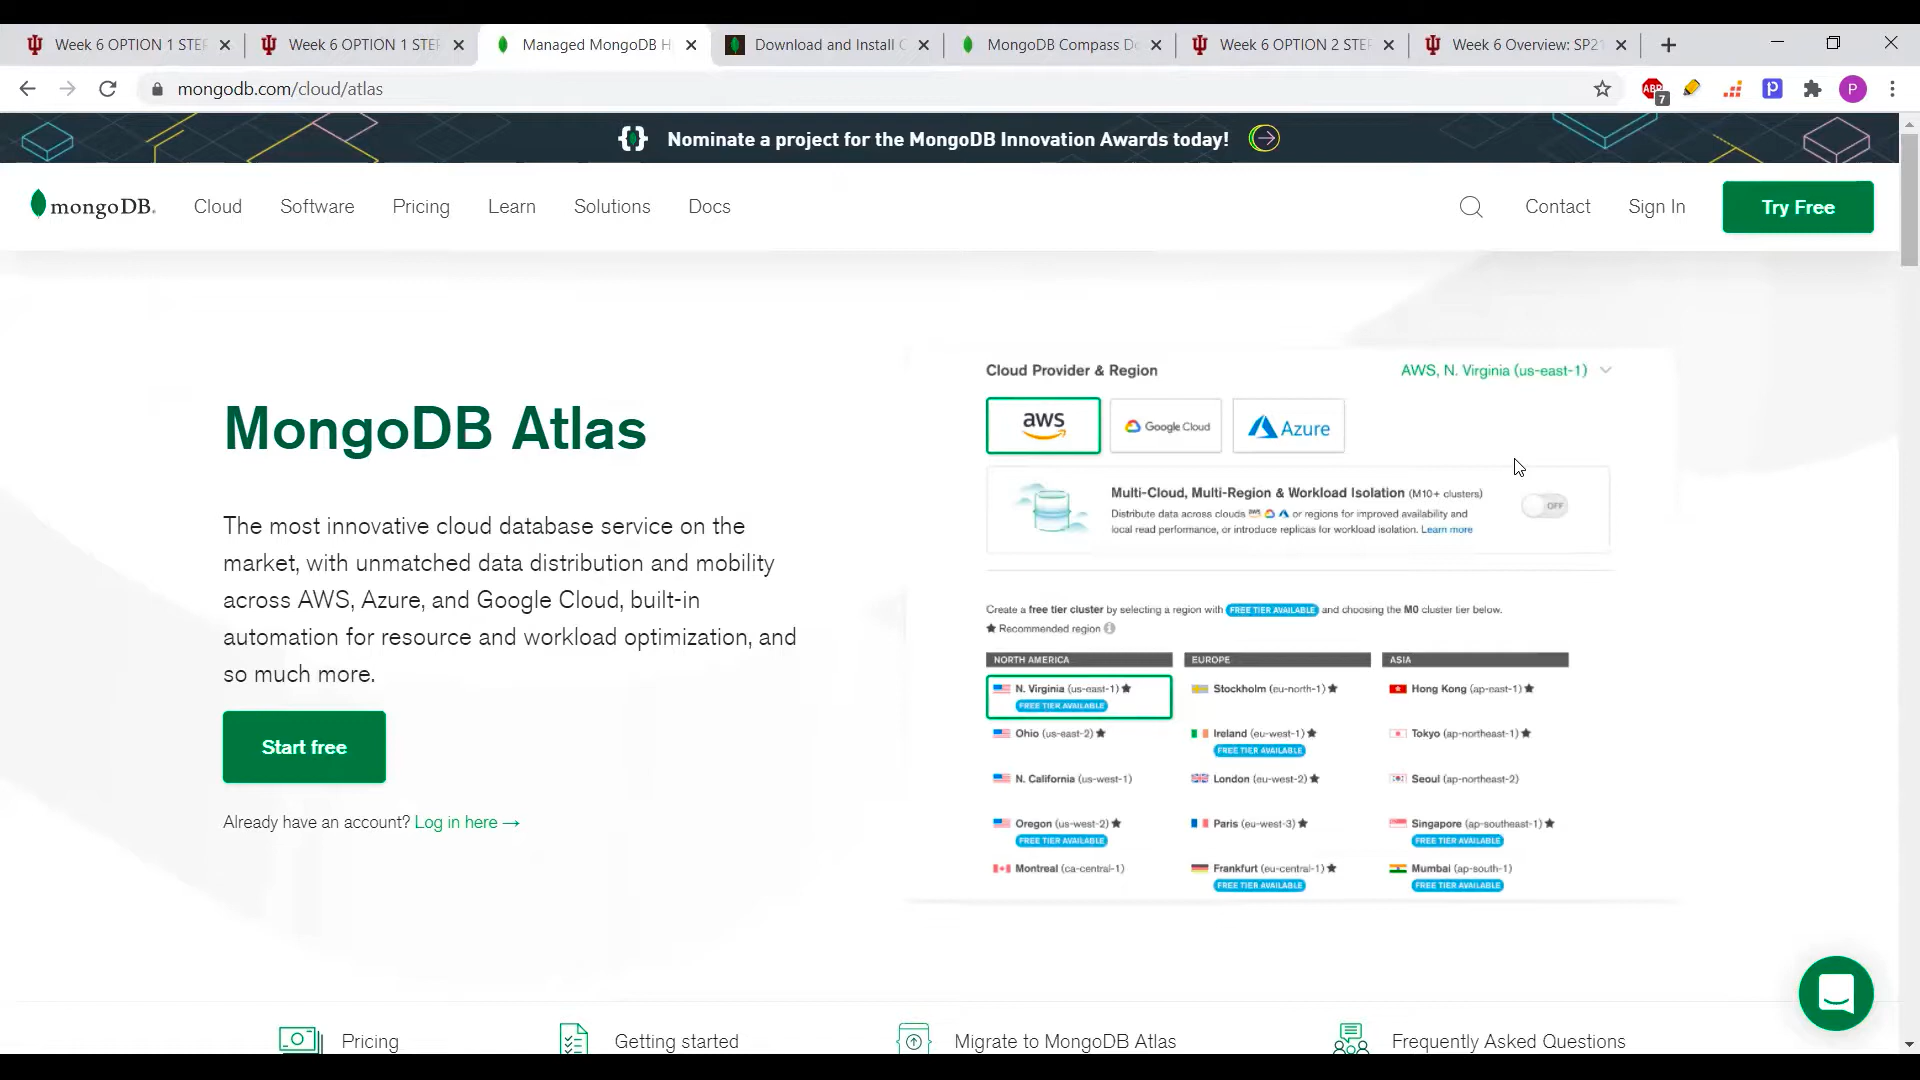 Week 6 OPTION 1 STEP
Week 6 OPTION 1 STEP
Managed MongoDB H
Download and Install C
MongoDB Compass Do
Week 6 OPTION 2 STEP
Week 6 Overview: SP21
mongodb.com/cloud/atlas
ABP
7
P
Nominate a project for the MongoDB Innovation Awards today!
mongoDB.
Cloud
Software
Pricing
Learn
Solutions
Docs
Contact
Sign In
Try Free
MongoDB Atlas
The most innovative cloud database service on the
market, with unmatched data distribution and mobility
across AWS, Azure, and Google Cloud, built-in
automation for resource and workload optimization, and
so much more.
Start free
Already have an account? Log in here →
Cloud Provider & Region
AWS, N. Virginia (us-east-1)
aws
Google Cloud
Azure
Multi-Cloud, Multi-Region & Workload Isolation (M10+ clusters)
Distribute data across clouds aws or regions for improved availability and
local read performance, or introduce replicas for workload isolation. Learn more
OFF
Create a free tier cluster by selecting a region with FREE TIER AVAILABLE and choosing the M0 cluster tier below.
★ Recommended region
NORTH AMERICA
EUROPE
ASIA
N. Virginia (us-east-1) ★
FREE TIER AVAILABLE
Stockholm (eu-north-1) ★
Hong Kong (ap-east-1) ★
Ohio (us-east-2) ★
Ireland (eu-west-1) ★
FREE TIER AVAILABLE
Tokyo (ap-northeast-1) ★
N. California (us-west-1)
London (eu-west-2) ★
Seoul (ap-northeast-2)
Oregon (us-west-2) ★
FREE TIER AVAILABLE
Paris (eu-west-3) ★
Singapore (ap-southeast-1) ★
FREE TIER AVAILABLE
Montreal (ca-central-1)
Frankfurt (eu-central-1) ★
FREE TIER AVAILABLE
Mumbai (ap-south-1)
FREE TIER AVAILABLE
Pricing
Getting started
Migrate to MongoDB Atlas
Frequently Asked Questions